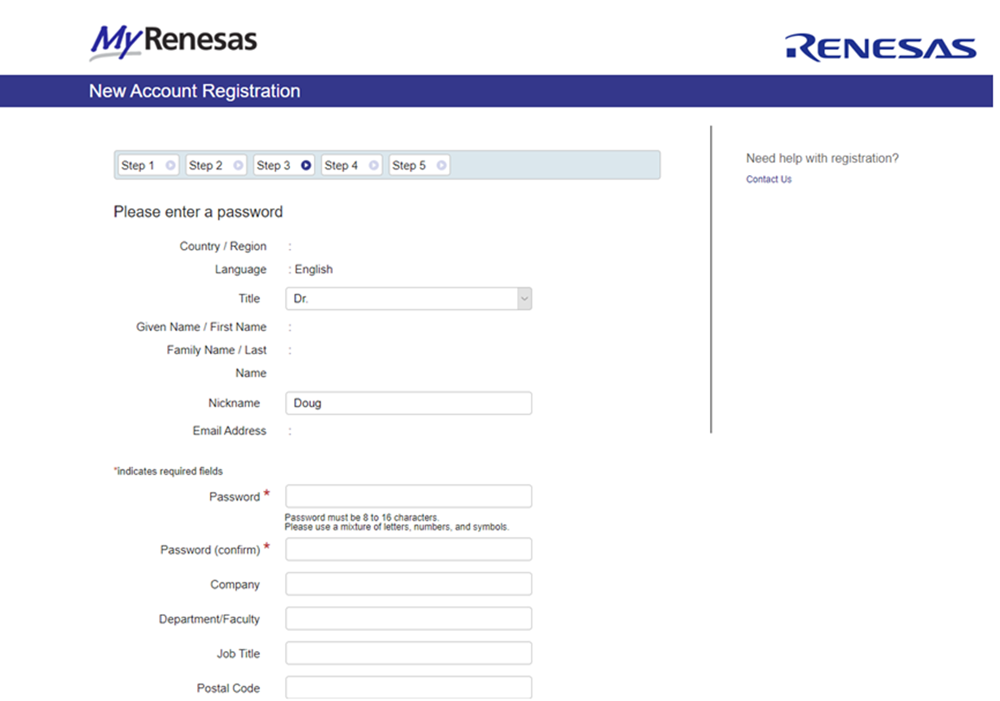 MyRenesas
RENESAS
New Account Registration
Step 1 Step 2 Step 3 Step 4 Step 5
Need help with registration?
Contact Us
Please enter a password
Country / Region :
Language : English
Title Dr.
Given Name / First Name :
Family Name / Last :
Name
Nickname Doug
Email Address :
*indicates required fields
Password *
Password must be 8 to 16 characters.
Please use a mixture of letters, numbers, and symbols.
Password (confirm) *
Company
Department/Faculty
Job Title
Postal Code